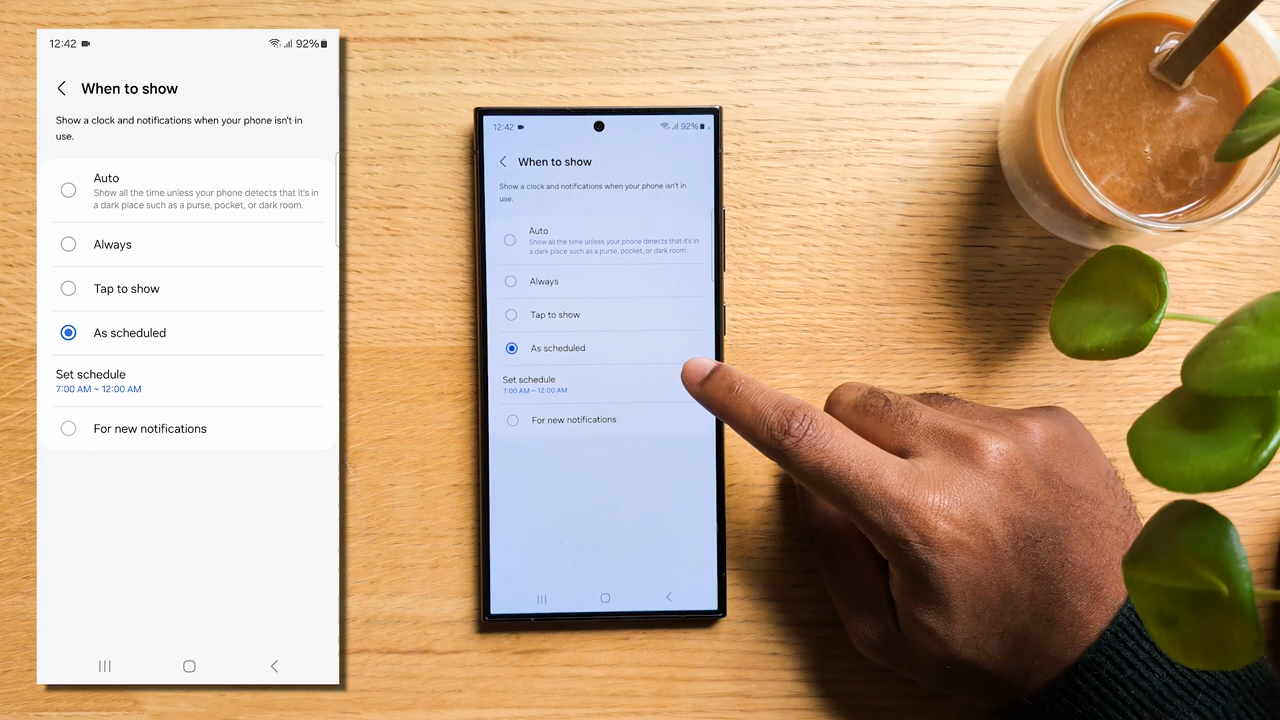 12:42 92%
When to show
Show a clock and notifications when your phone isn't in
use.
Auto
Show all the time unless your phone detects that it's in
a dark place such as a purse, pocket, or dark room.
Always
Tap to show
As scheduled
Set schedule
7:00 AM ~ 12:00 AM
For new notifications
12:42 92%
When to show
Show a clock and notifications when your phone isn't in
use.
Auto
Show all the time unless your phone detects that it's in
a dark place such as a purse, pocket, or dark room.
Always
Tap to show
As scheduled
Set schedule
7:00 AM ~ 12:00 AM
For new notifications